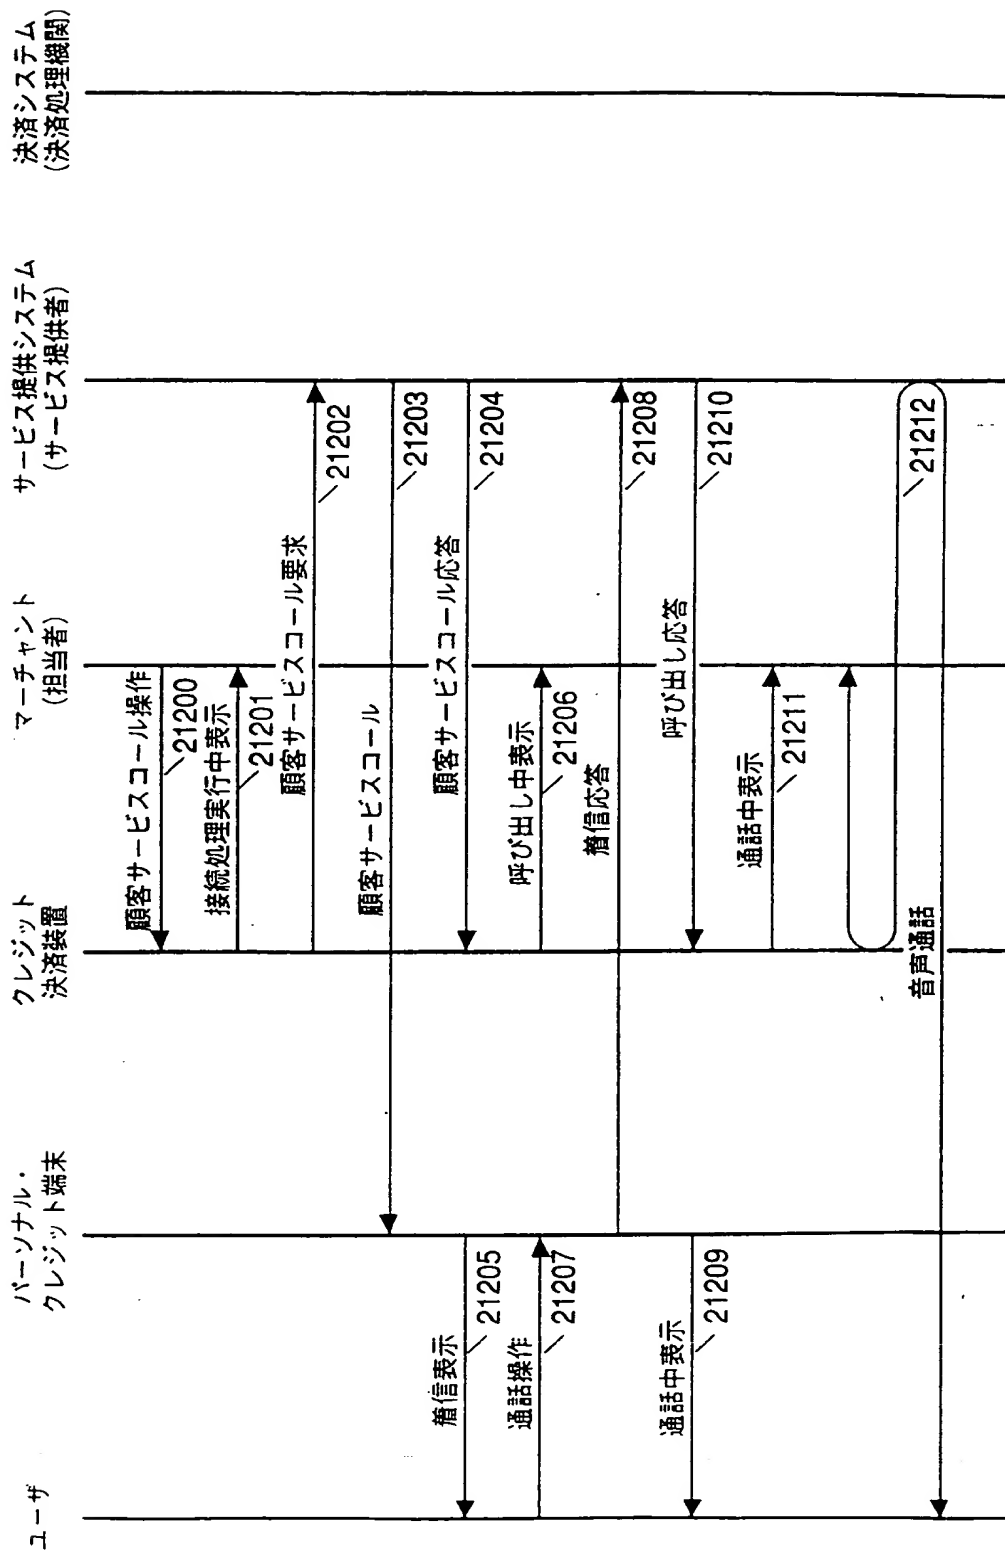 ユーザ
パーソナル・
クレジット端末
クレジット
決済装置
マーチャント
(担当者)
サービス提供システム
(サービス提供者)
決済システム
(決済処理機関)
顧客サービスコール操作
21200
接続処理実行中表示
21201
顧客サービスコール要求
21202
顧客サービスコール
21203
顧客サービスコール応答
21204
着信表示
21205
呼び出し中表示
21206
通話操作
21207
着信応答
21208
通話中表示
21209
呼び出し応答
21210
通話中表示
21211
音声通話
21212